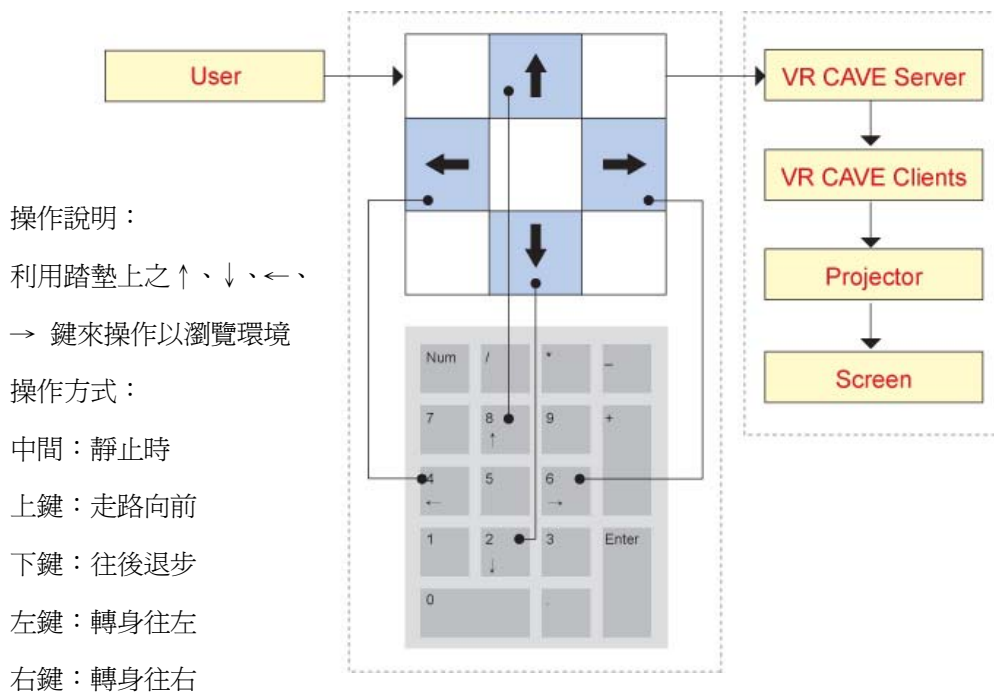 User
VR CAVE Server
VR CAVE Clients
Projector
Screen
操作說明：
利用踏墊上之↑、↓、←、
→ 鍵來操作以瀏覽環境
操作方式：
中間：靜止時
上鍵：走路向前
下鍵：往後退步
左鍵：轉身往左
右鍵：轉身往右
Num / * _
7 8 9 +
↑
4 5 6
← →
1 2 3 Enter
↓
0 .